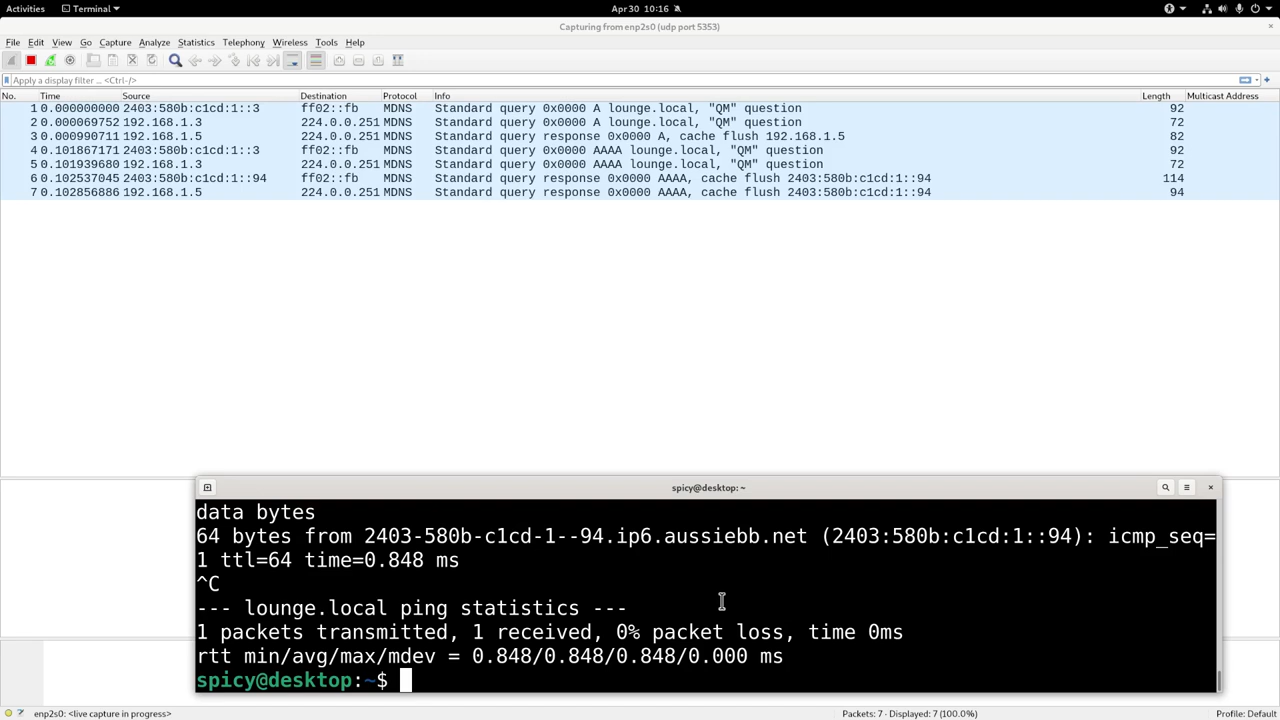 Activities Terminal Apr 30 10:16
Capturing from enp2s0 (udp port 5353)
File Edit View Go Capture Analyze Statistics Telephony Wireless Tools Help
Apply a display filter ... <Ctrl-/>
No. Time Source Destination Protocol Info Length Multicast Address
1 0.000000000 2403:580b:c1cd:1::3 ff02::fb MDNS Standard query 0x0000 A lounge.local, "QM" question 92
2 0.000069752 192.168.1.3 224.0.0.251 MDNS Standard query 0x0000 A lounge.local, "QM" question 72
3 0.000990711 192.168.1.5 224.0.0.251 MDNS Standard query response 0x0000 A, cache flush 192.168.1.5 82
4 0.101867171 2403:580b:c1cd:1::3 ff02::fb MDNS Standard query 0x0000 AAAA lounge.local, "QM" question 92
5 0.101939680 192.168.1.3 224.0.0.251 MDNS Standard query 0x0000 AAAA lounge.local, "QM" question 72
6 0.102537045 2403:580b:c1cd:1::94 ff02::fb MDNS Standard query response 0x0000 AAAA, cache flush 2403:580b:c1cd:1::94 114
7 0.102856886 192.168.1.5 224.0.0.251 MDNS Standard query response 0x0000 AAAA, cache flush 2403:580b:c1cd:1::94 94
spicy@desktop: ~
data bytes
64 bytes from 2403-580b-c1cd-1--94.ip6.aussiebb.net (2403:580b:c1cd:1::94): icmp_seq=
1 ttl=64 time=0.848 ms
^C
--- lounge.local ping statistics ---
1 packets transmitted, 1 received, 0% packet loss, time 0ms
rtt min/avg/max/mdev = 0.848/0.848/0.848/0.000 ms
spicy@desktop:~$
enp2s0: <live capture in progress> Packets: 7 · Displayed: 7 (100.0%) Profile: Default